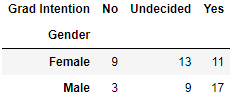 Grad Intention No Undecided Yes
Gender
Female 9 13 11
Male 3 9 17